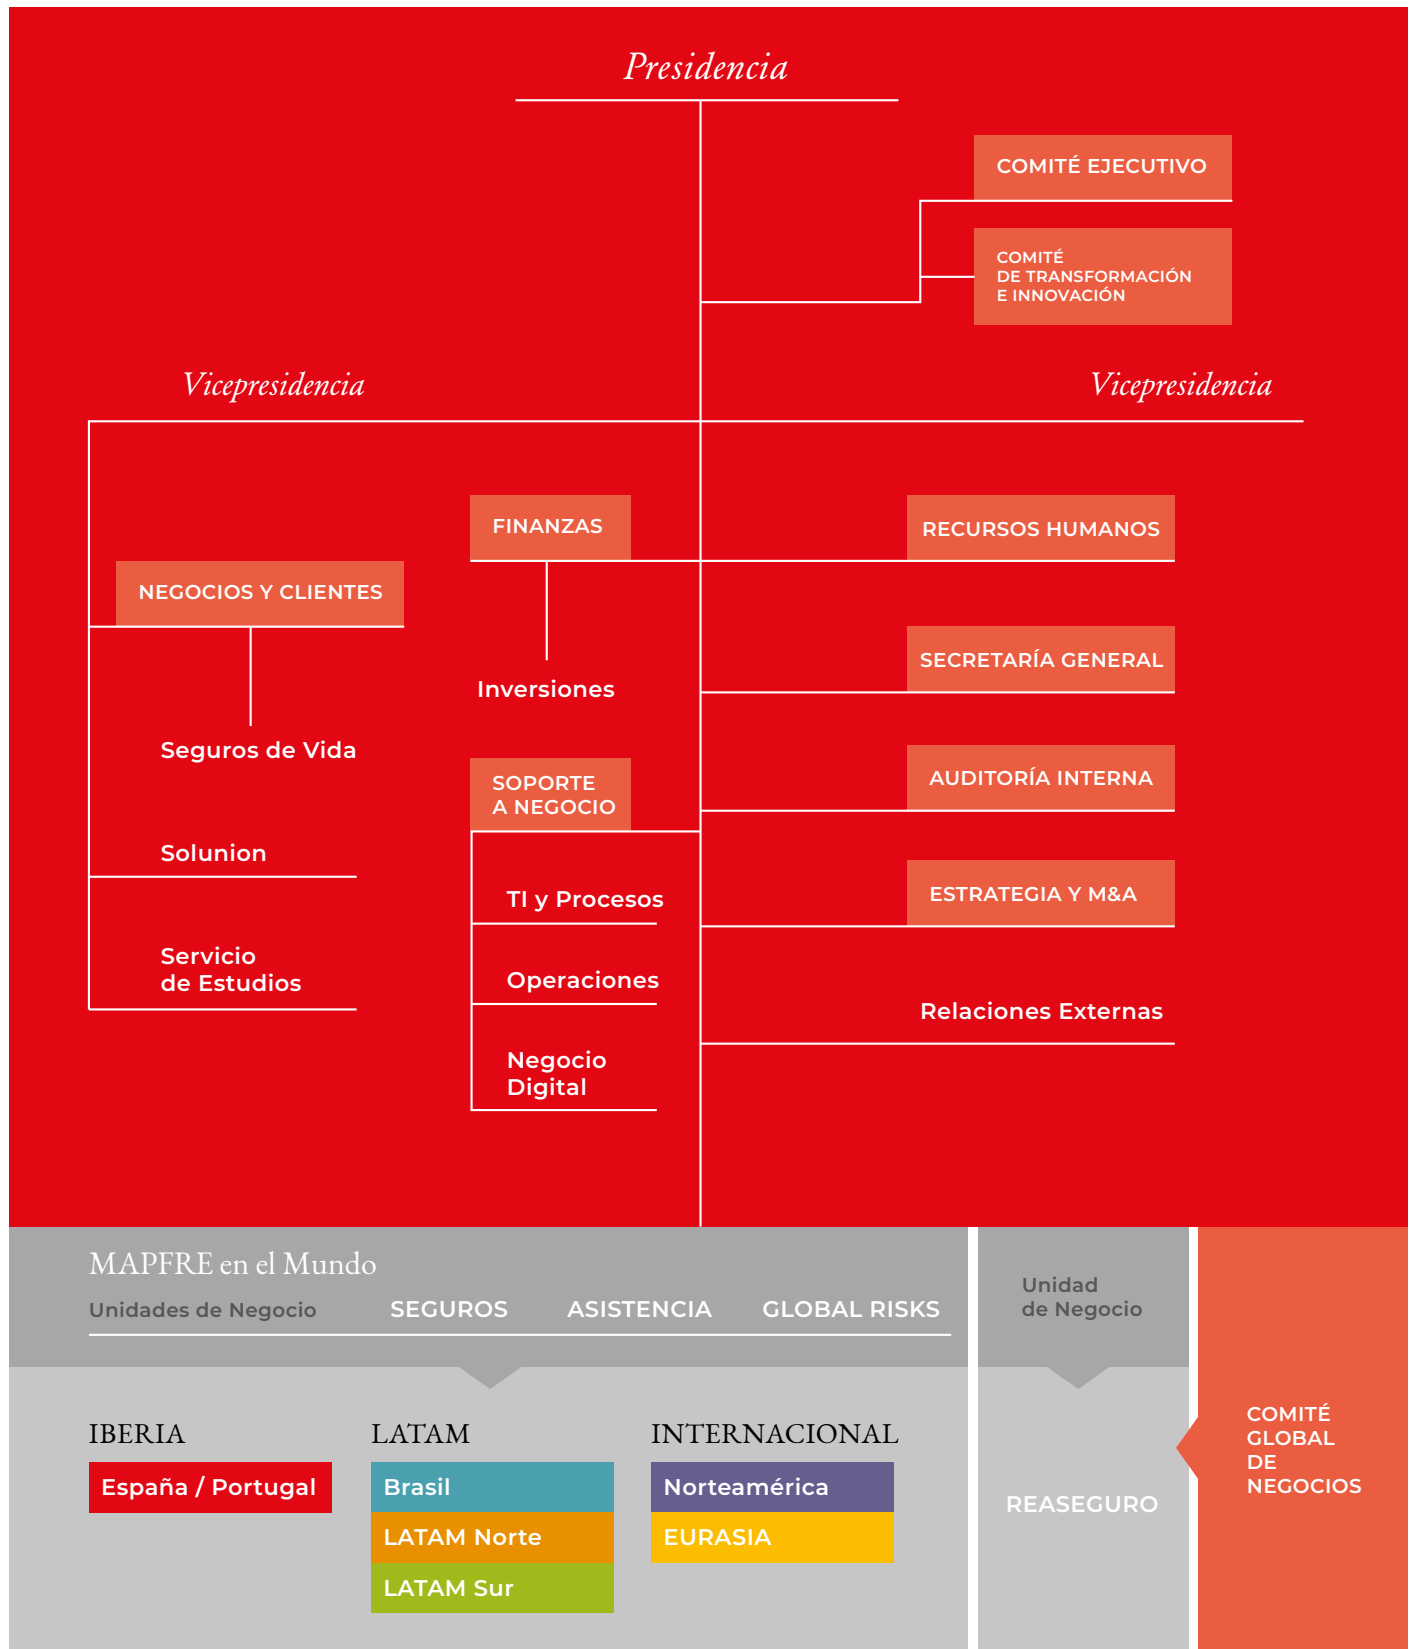 Presidencia
COMITÉ EJECUTIVO
COMITÉ
DE TRANSFORMACIÓN
E INNOVACIÓN
Vicepresidencia
Vicepresidencia
NEGOCIOS Y CLIENTES
Seguros de Vida
Solunion
Servicio
de Estudios
FINANZAS
Inversiones
SOPORTE
A NEGOCIO
TI y Procesos
Operaciones
Negocio
Digital
RECURSOS HUMANOS
SECRETARÍA GENERAL
AUDITORÍA INTERNA
ESTRATEGIA Y M&A
Relaciones Externas
MAPFRE en el Mundo
Unidades de Negocio SEGUROS ASISTENCIA GLOBAL RISKS
IBERIA
España / Portugal
LATAM
Brasil
LATAM Norte
LATAM Sur
INTERNACIONAL
Norteamérica
EURASIA
Unidad
de Negocio
REASEGURO
COMITÉ
GLOBAL
DE
NEGOCIOS